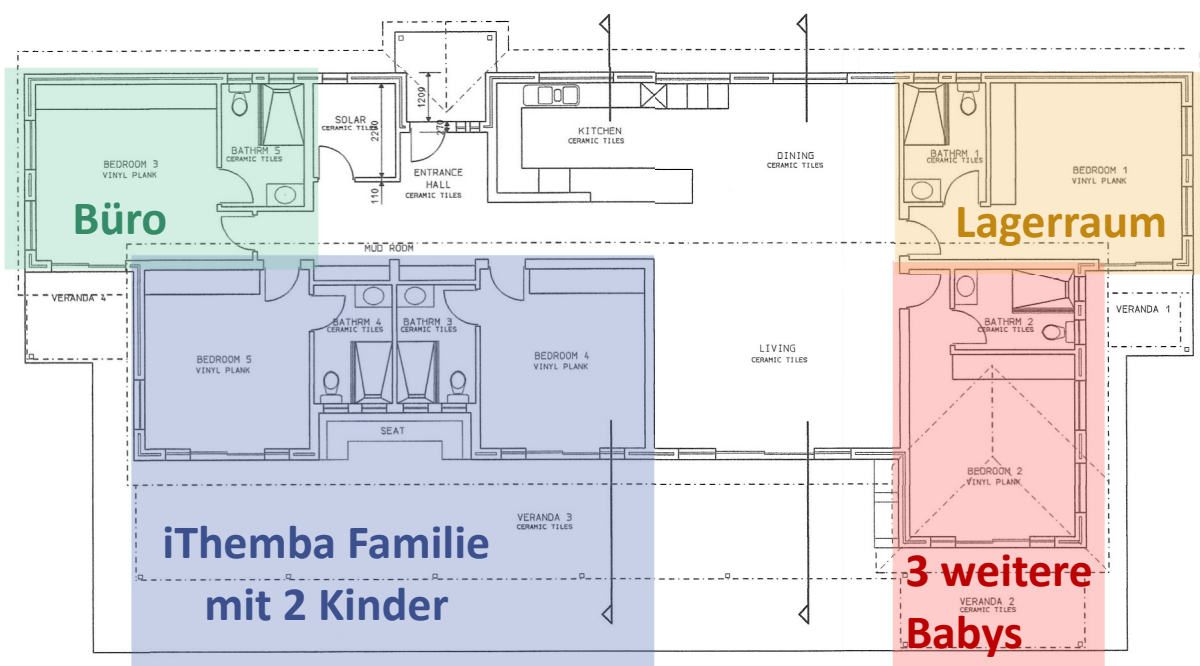 1209
270
SOLAR
CERAMIC TILES
2290
110
BEDROOM 3
VINYL PLANK
BATHRM 5
CERAMIC TILES
Büro
ENTRANCE
HALL
CERAMIC TILES
KITCHEN
CERAMIC TILES
DINING
CERAMIC TILES
BATHRM 1
CERAMIC TILES
BEDROOM 1
VINYL PLANK
Lagerraum
MUD ROOM
VERANDA 4
BEDROOM 5
VINYL PLANK
BATHRM 4
CERAMIC TILES
BATHRM 3
CERAMIC TILES
BEDROOM 4
VINYL PLANK
SEAT
LIVING
CERAMIC TILES
BATHRM 2
CERAMIC TILES
VERANDA 1
BEDROOM 2
VINYL PLANK
VERANDA 3
CERAMIC TILES
iThemba Familie
mit 2 Kinder
3 weitere
VERANDA 2
CERAMIC TILES
Babys